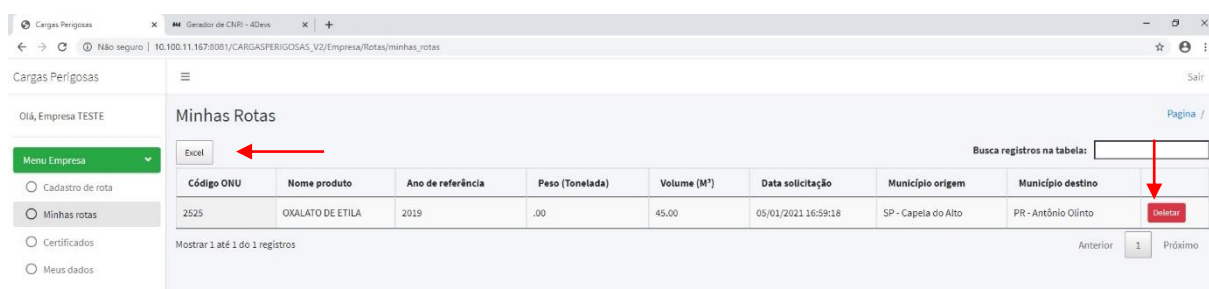 Cargas Perigosas
Gerador de CNPJ - 4Devs
Não seguro | 10.100.11.167:8081/CARGASPERIGOSAS_V2/Empresa/Rotas/minhas_rotas
Cargas Perigosas
Sair
Olá, Empresa TESTE
Minhas Rotas
Pagina /
Menu Empresa
Excel
Busca registros na tabela:
Cadastro de rota
Código ONU Nome produto Ano de referência Peso (Tonelada) Volume (M³) Data solicitação Município origem Município destino
Minhas rotas
2525 OXALATO DE ETILA 2019 .00 45.00 05/01/2021 16:59:18 SP - Capela do Alto PR - Antônio Olinto Deletar
Certificados
Mostrar 1 até 1 do 1 registros
Anterior 1 Próximo
Meus dados